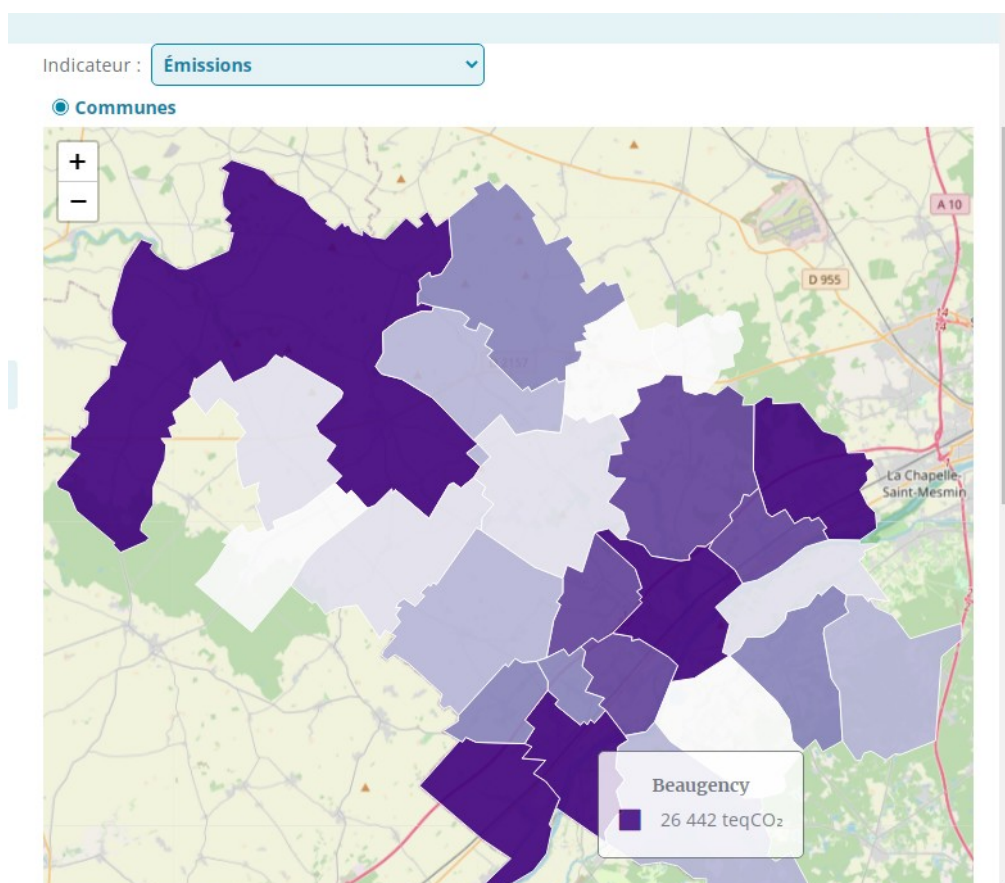 Indicateur : Émissions
Communes
+
−
A 10
D 955
La Chapelle-
Saint-Mesmin
Beaugency
26 442 teqCO₂